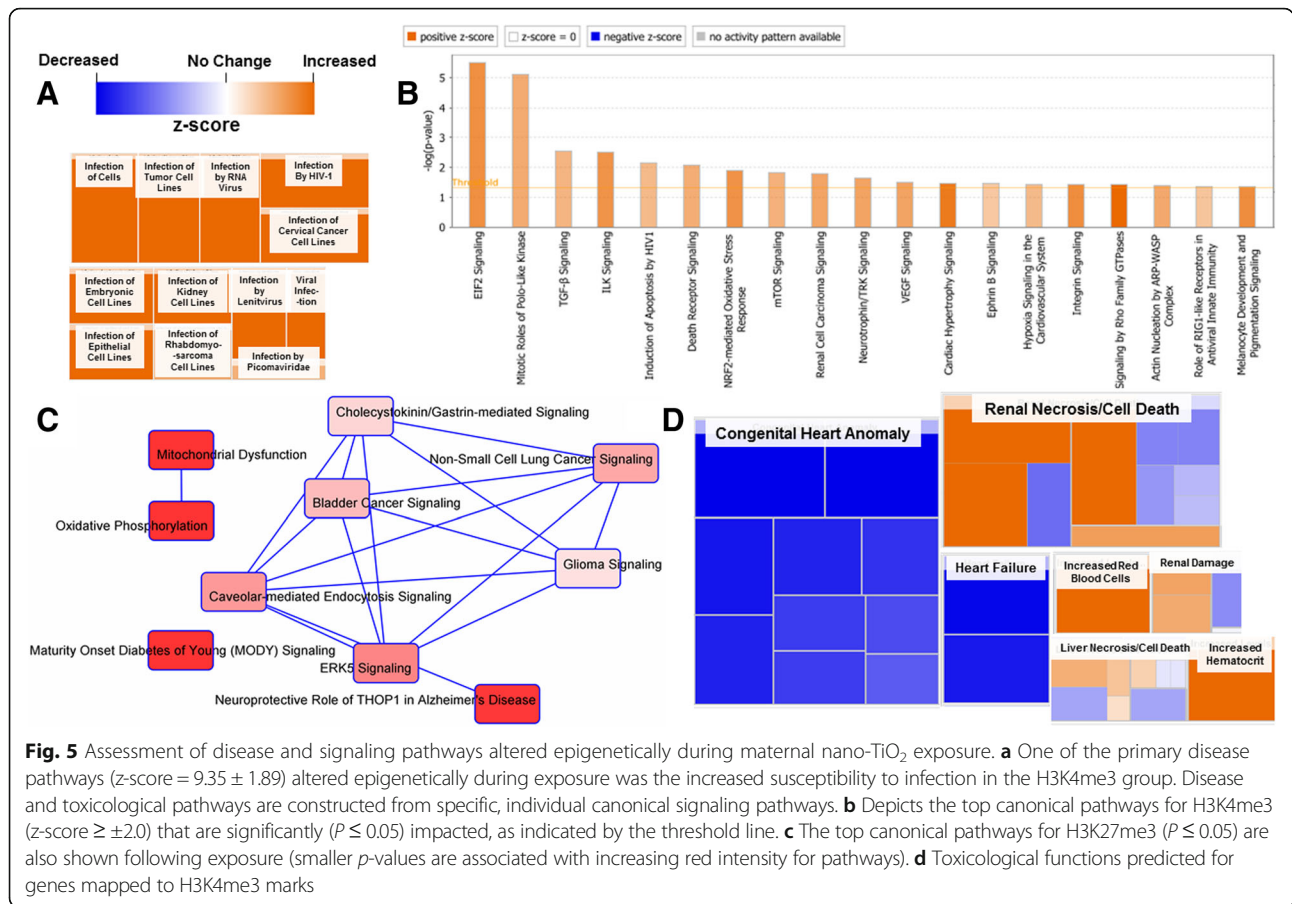 Decreased No Change Increased
A
z-score
Infection
of Cells
Infection of
Tumor Cell
Lines
Infection
by RNA
Virus
Infection
By HIV-1
Infection of
Cervical Cancer
Cell Lines
Infection of
Embryonic
Cell Lines
Infection of
Kidney
Cell Lines
Infection
by
Lenitvirus
Viral
Infec-
-tion
Infection of
Epithelial
Cell Lines
Infection of
Rhabdomyo-
-sarcoma
Cell Lines
Infection by
Picomaviridae
positive z-score z-score = 0 negative z-score no activity pattern available
B
-log(p-value)
5
4
3
2
1
0
Threshold
EIF2 Signaling
Mitotic Roles of Polo-Like Kinase
TGF-β Signaling
ILK Signaling
Induction of Apoptosis by HIV1
Death Receptor Signaling
NRF2-mediated Oxidative Stress
Response
mTOR Signaling
Renal Cell Carcinoma Signaling
Neurotrophin/TRK Signaling
VEGF Signaling
Cardiac Hypertrophy Signaling
Ephrin B Signaling
Hypoxia Signaling in the
Cardiovascular System
Integrin Signaling
Signaling by Rho Family GTPases
Actin Nucleation by ARP-WASP
Complex
Role of RIG1-like Receptors in
Antiviral Innate Immunity
Melanocyte Development and
Pigmentation Signaling
C
Cholecystokinin/Gastrin-mediated Signaling
Mitochondrial Dysfunction
Non-Small Cell Lung Cancer Signaling
Bladder Cancer Signaling
Oxidative Phosphorylation
Glioma Signaling
Caveolar-mediated Endocytosis Signaling
Maturity Onset Diabetes of Young (MODY) Signaling
ERK5 Signaling
Neuroprotective Role of THOP1 in Alzheimer's Disease
D
Congenital Heart Anomaly
Renal Necrosis/Cell Death
Heart Failure
Increased Red
Blood Cells
Renal Damage
Liver Necrosis/Cell Death
Increased
Hematocrit
Fig. 5 Assessment of disease and signaling pathways altered epigenetically during maternal nano-TiO₂ exposure. a One of the primary disease
pathways (z-score = 9.35 ± 1.89) altered epigenetically during exposure was the increased susceptibility to infection in the H3K4me3 group. Disease
and toxicological pathways are constructed from specific, individual canonical signaling pathways. b Depicts the top canonical pathways for H3K4me3
(z-score ≥ ±2.0) that are significantly (P ≤ 0.05) impacted, as indicated by the threshold line. c The top canonical pathways for H3K27me3 (P ≤ 0.05) are
also shown following exposure (smaller p-values are associated with increasing red intensity for pathways). d Toxicological functions predicted for
genes mapped to H3K4me3 marks